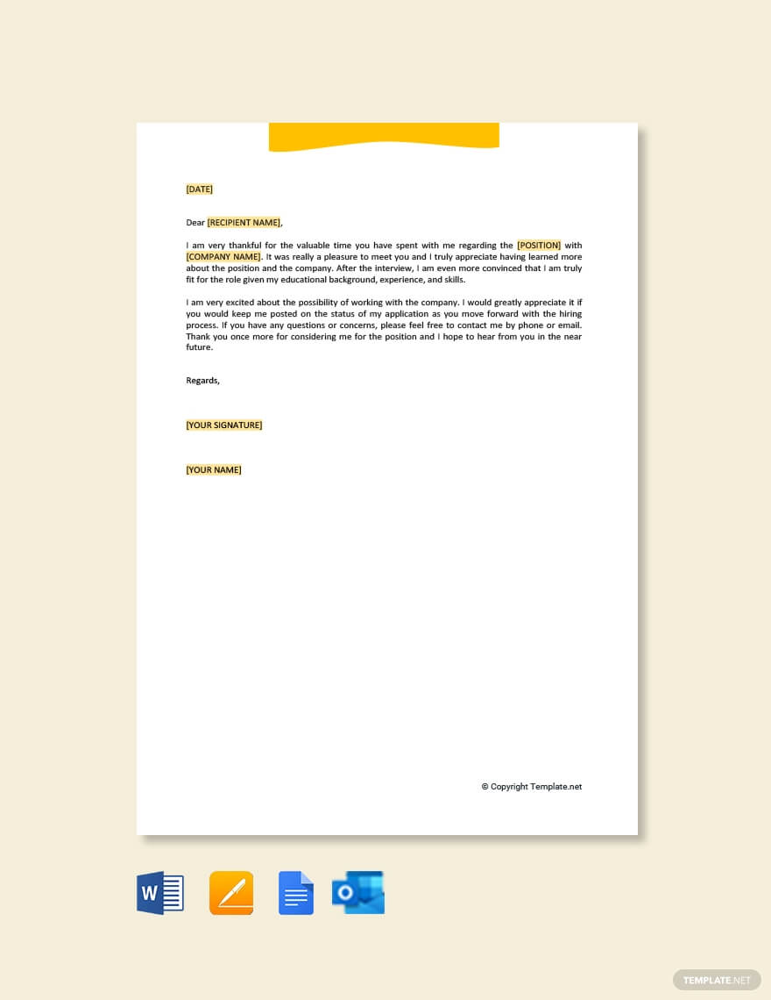 [DATE]
Dear [RECIPIENT NAME],
I am very thankful for the valuable time you have spent with me regarding the [POSITION] with
[COMPANY NAME]. It was really a pleasure to meet you and I truly appreciate having learned more
about the position and the company. After the interview, I am even more convinced that I am truly
fit for the role given my educational background, experience, and skills.
I am very excited about the possibility of working with the company. I would greatly appreciate it if
you would keep me posted on the status of my application as you move forward with the hiring
process. If you have any questions or concerns, please feel free to contact me by phone or email.
Thank you once more for considering me for the position and I hope to hear from you in the near
future.
Regards,
[YOUR SIGNATURE]
[YOUR NAME]
© Copyright Template.net
W
O
TEMPLATE.NET